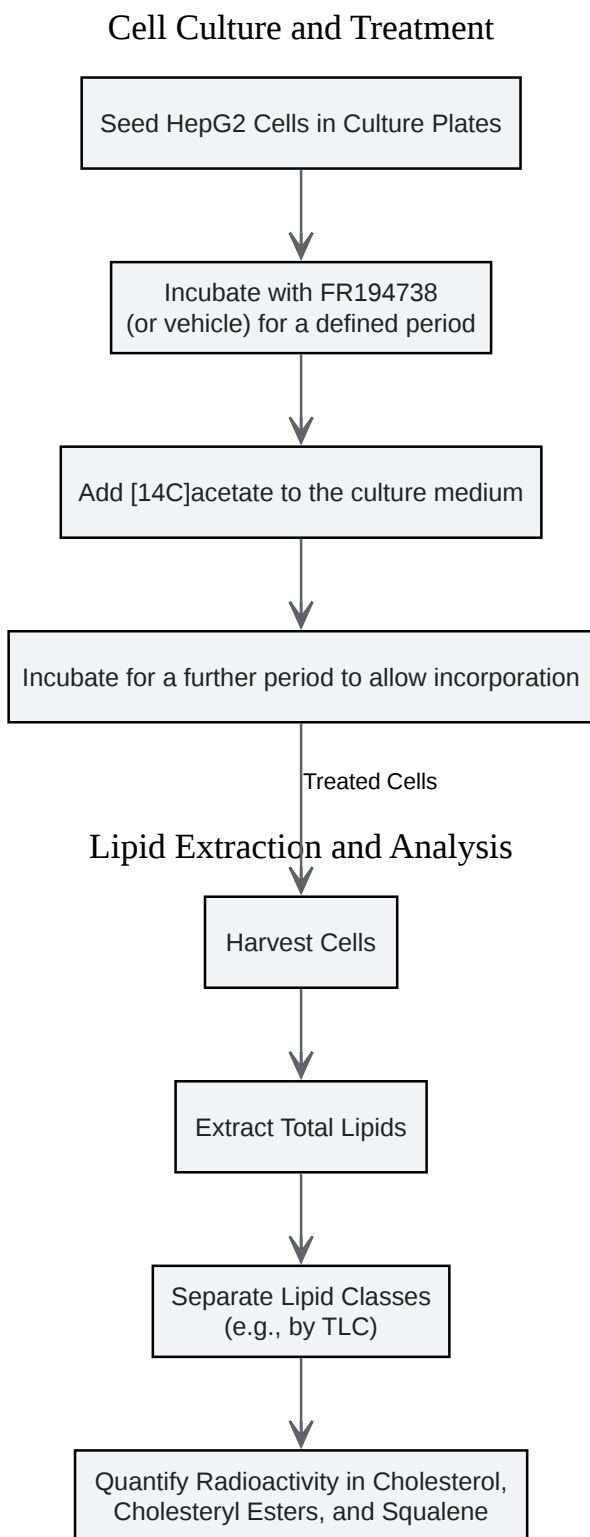 Cell Culture and Treatment
Seed HepG2 Cells in Culture Plates
Incubate with FR194738
(or vehicle) for a defined period
Add [14C]acetate to the culture medium
Incubate for a further period to allow incorporation
Treated Cells
Lipid Extraction and Analysis
Harvest Cells
Extract Total Lipids
Separate Lipid Classes
(e.g., by TLC)
Quantify Radioactivity in Cholesterol,
Cholesteryl Esters, and Squalene